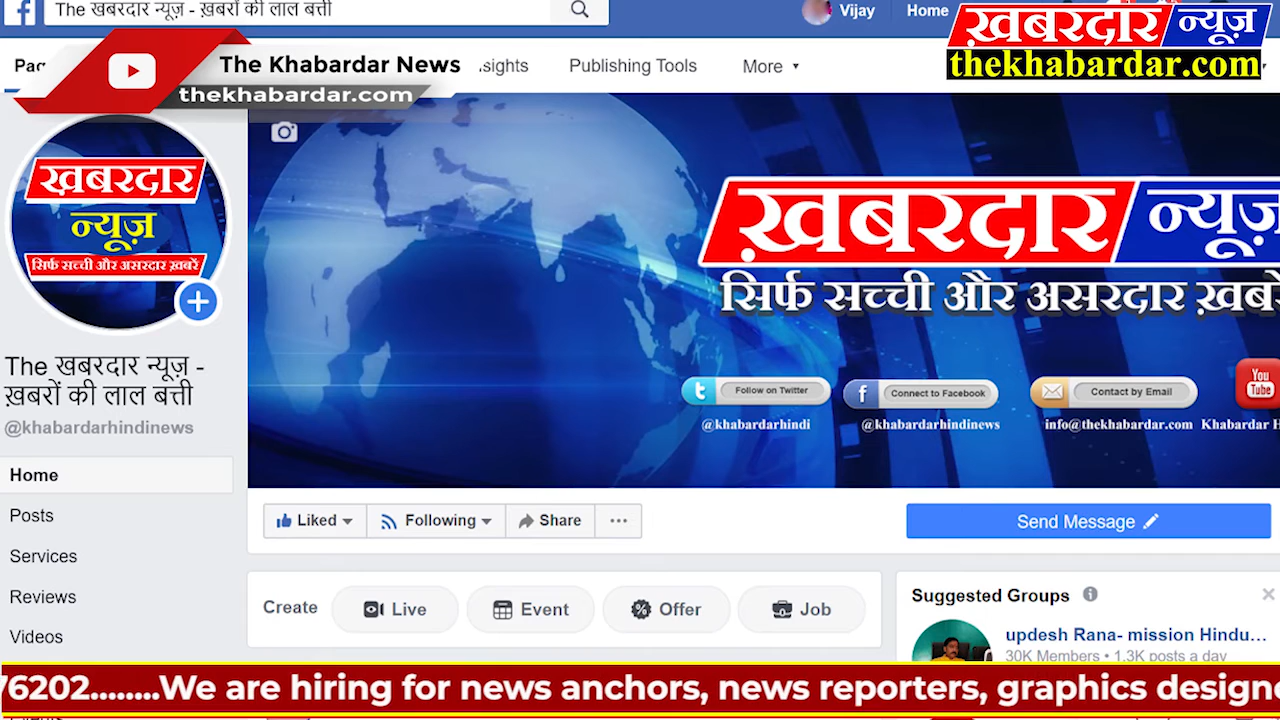 The खबरदार न्यूज़ - ख़बरों की लाल बत्ती
Vijay
Home
ख़बरदार न्यूज़
thekhabardar.com
The Khabardar News
thekhabardar.com
Publishing Tools
More
ख़बरदार
न्यूज़
सिर्फ सच्ची और असरदार ख़बरें
ख़बरदार न्यूज़
सिर्फ सच्ची और असरदार ख़बरें
Follow on Twitter
Connect to Facebook
Contact by Email
You
Tube
@khabardarhindi
@khabardarhindinews
info@thekhabardar.com
Khabardar H
The खबरदार न्यूज़ -
ख़बरों की लाल बत्ती
@khabardarhindinews
Home
Posts
Services
Reviews
Videos
Liked
Following
Share
Send Message
Create
Live
Event
Offer
Job
Suggested Groups
updesh Rana- mission Hindu...
30K Members • 1.3K posts a day
76202........We are hiring for news anchors, news reporters, graphics designe